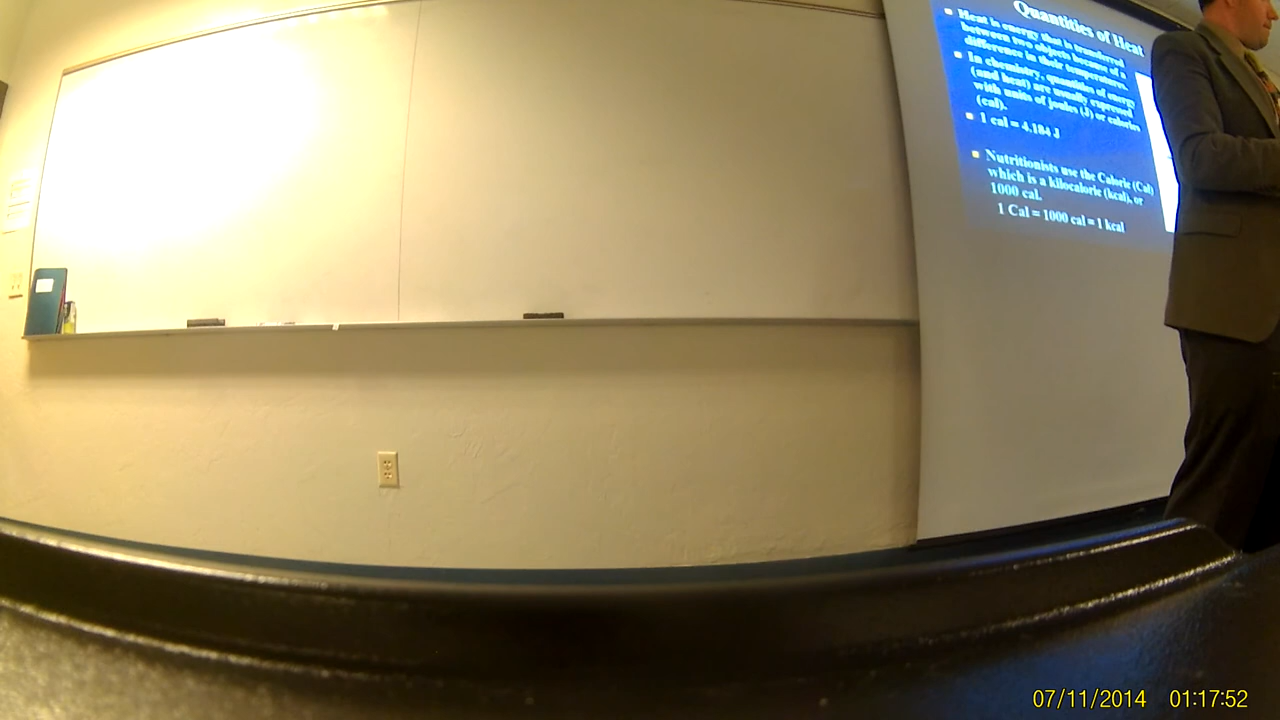 Quantities of Heat
Heat is energy that is transferred
between two objects because of a
difference in their temperatures.
In chemistry, quantities of energy
(and heat) are usually expressed
with units of joules (J) or calories
(cal).
1 cal = 4.184 J
Nutritionists use the Calorie (Cal)
which is a kilocalorie (kcal), or
1000 cal.
1 Cal = 1000 cal = 1 kcal
07/11/2014 01:17:52